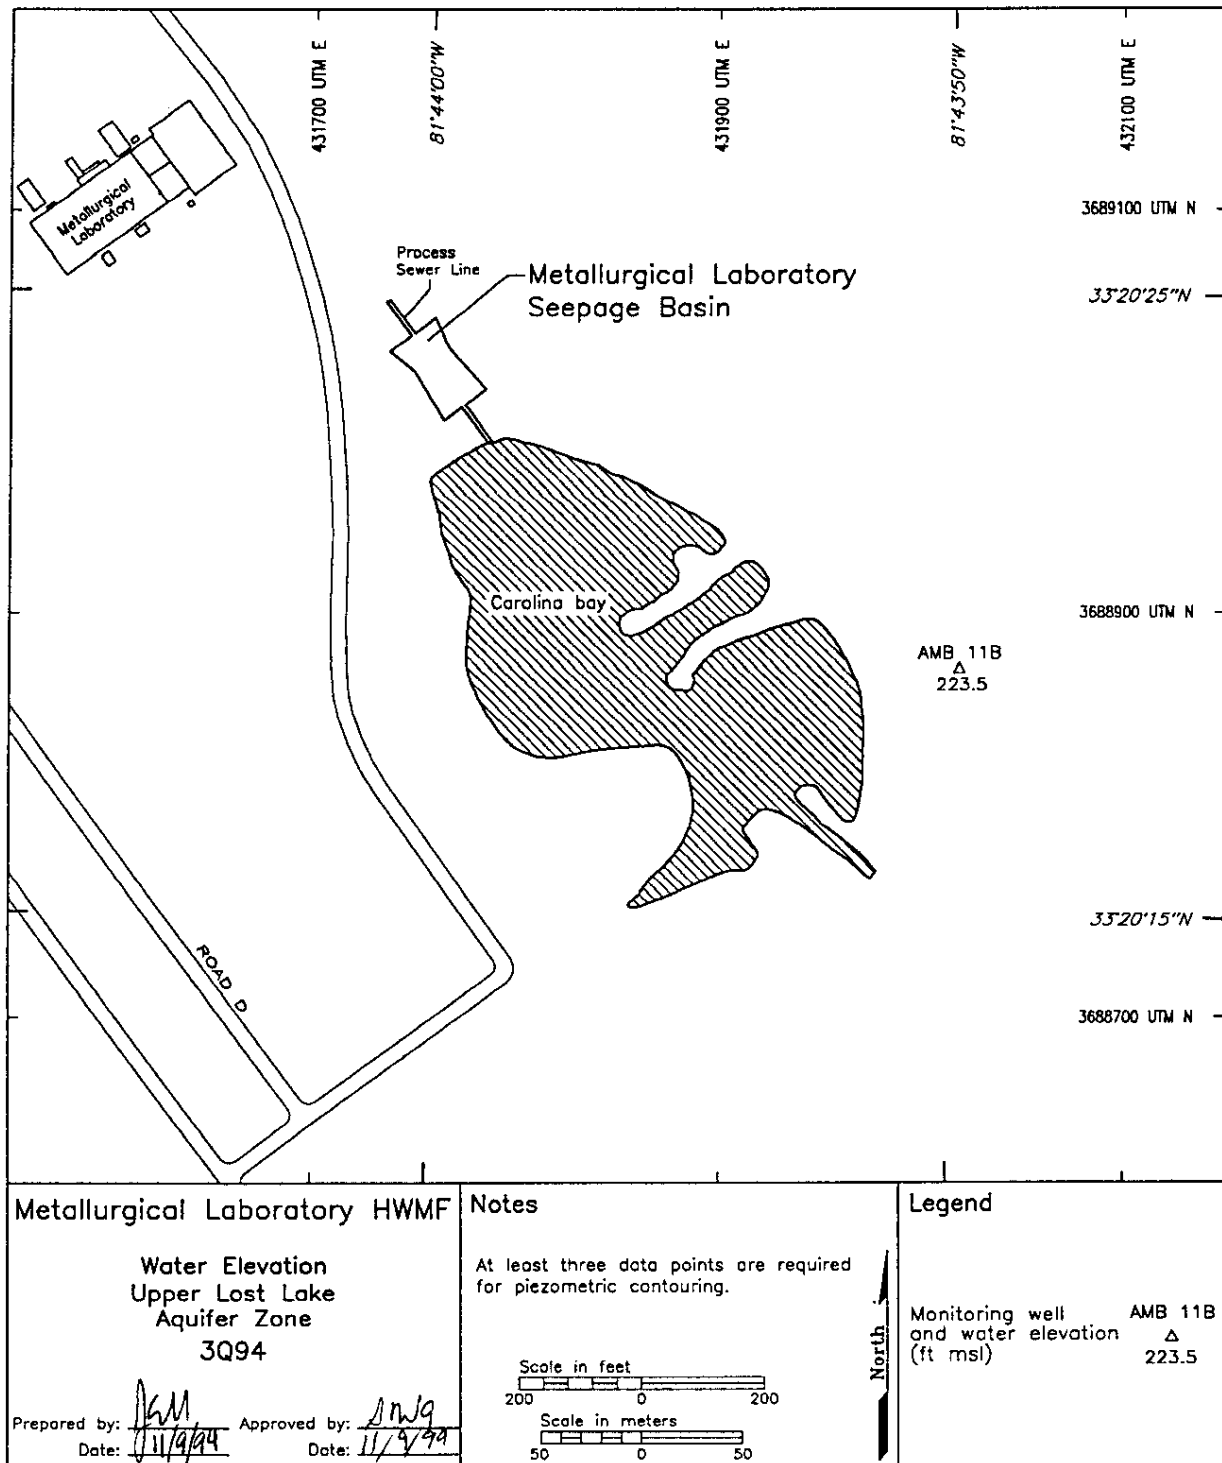 431700 UTM E
81°44'00"W
431900 UTM E
81°43'50"W
432100 UTM E
Metallurgical
Laboratory
3689100 UTM N
Process
Sewer Line
Metallurgical Laboratory
Seepage Basin
33°20'25"N
Carolina bay
3688900 UTM N
AMB 11B
223.5
33°20'15"N
ROAD D
3688700 UTM N
Metallurgical Laboratory HWMF
Water Elevation
Upper Lost Lake
Aquifer Zone
3Q94
Prepared by:
Date: 11/9/94
Approved by:
Date: 11/9/94
Notes
At least three data points are required
for piezometric contouring.
Scale in feet
200 0 200
Scale in meters
50 0 50
North
Legend
Monitoring well
and water elevation
(ft msl)
AMB 11B
223.5